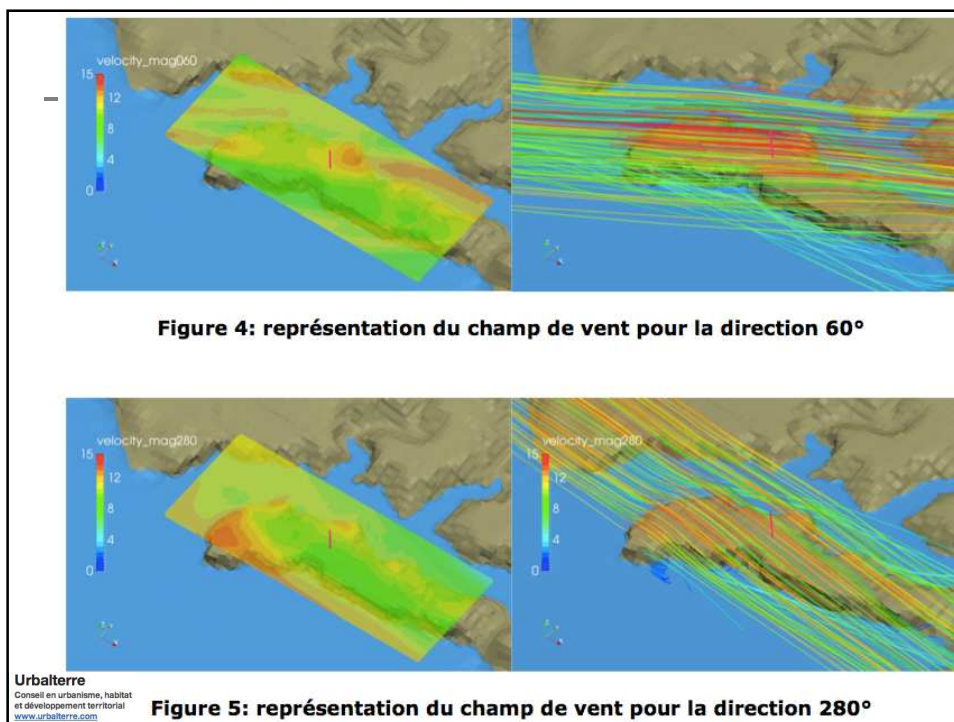 velocity_mag060
15
12
8
4
0
Figure 4: représentation du champ de vent pour la direction 60°
velocity_mag280
15
12
8
4
0
velocity_mag280
15
12
8
4
0
Urbalterre
Conseil en urbanisme, habitat
et développement territorial
www.urbalterre.com
Figure 5: représentation du champ de vent pour la direction 280°